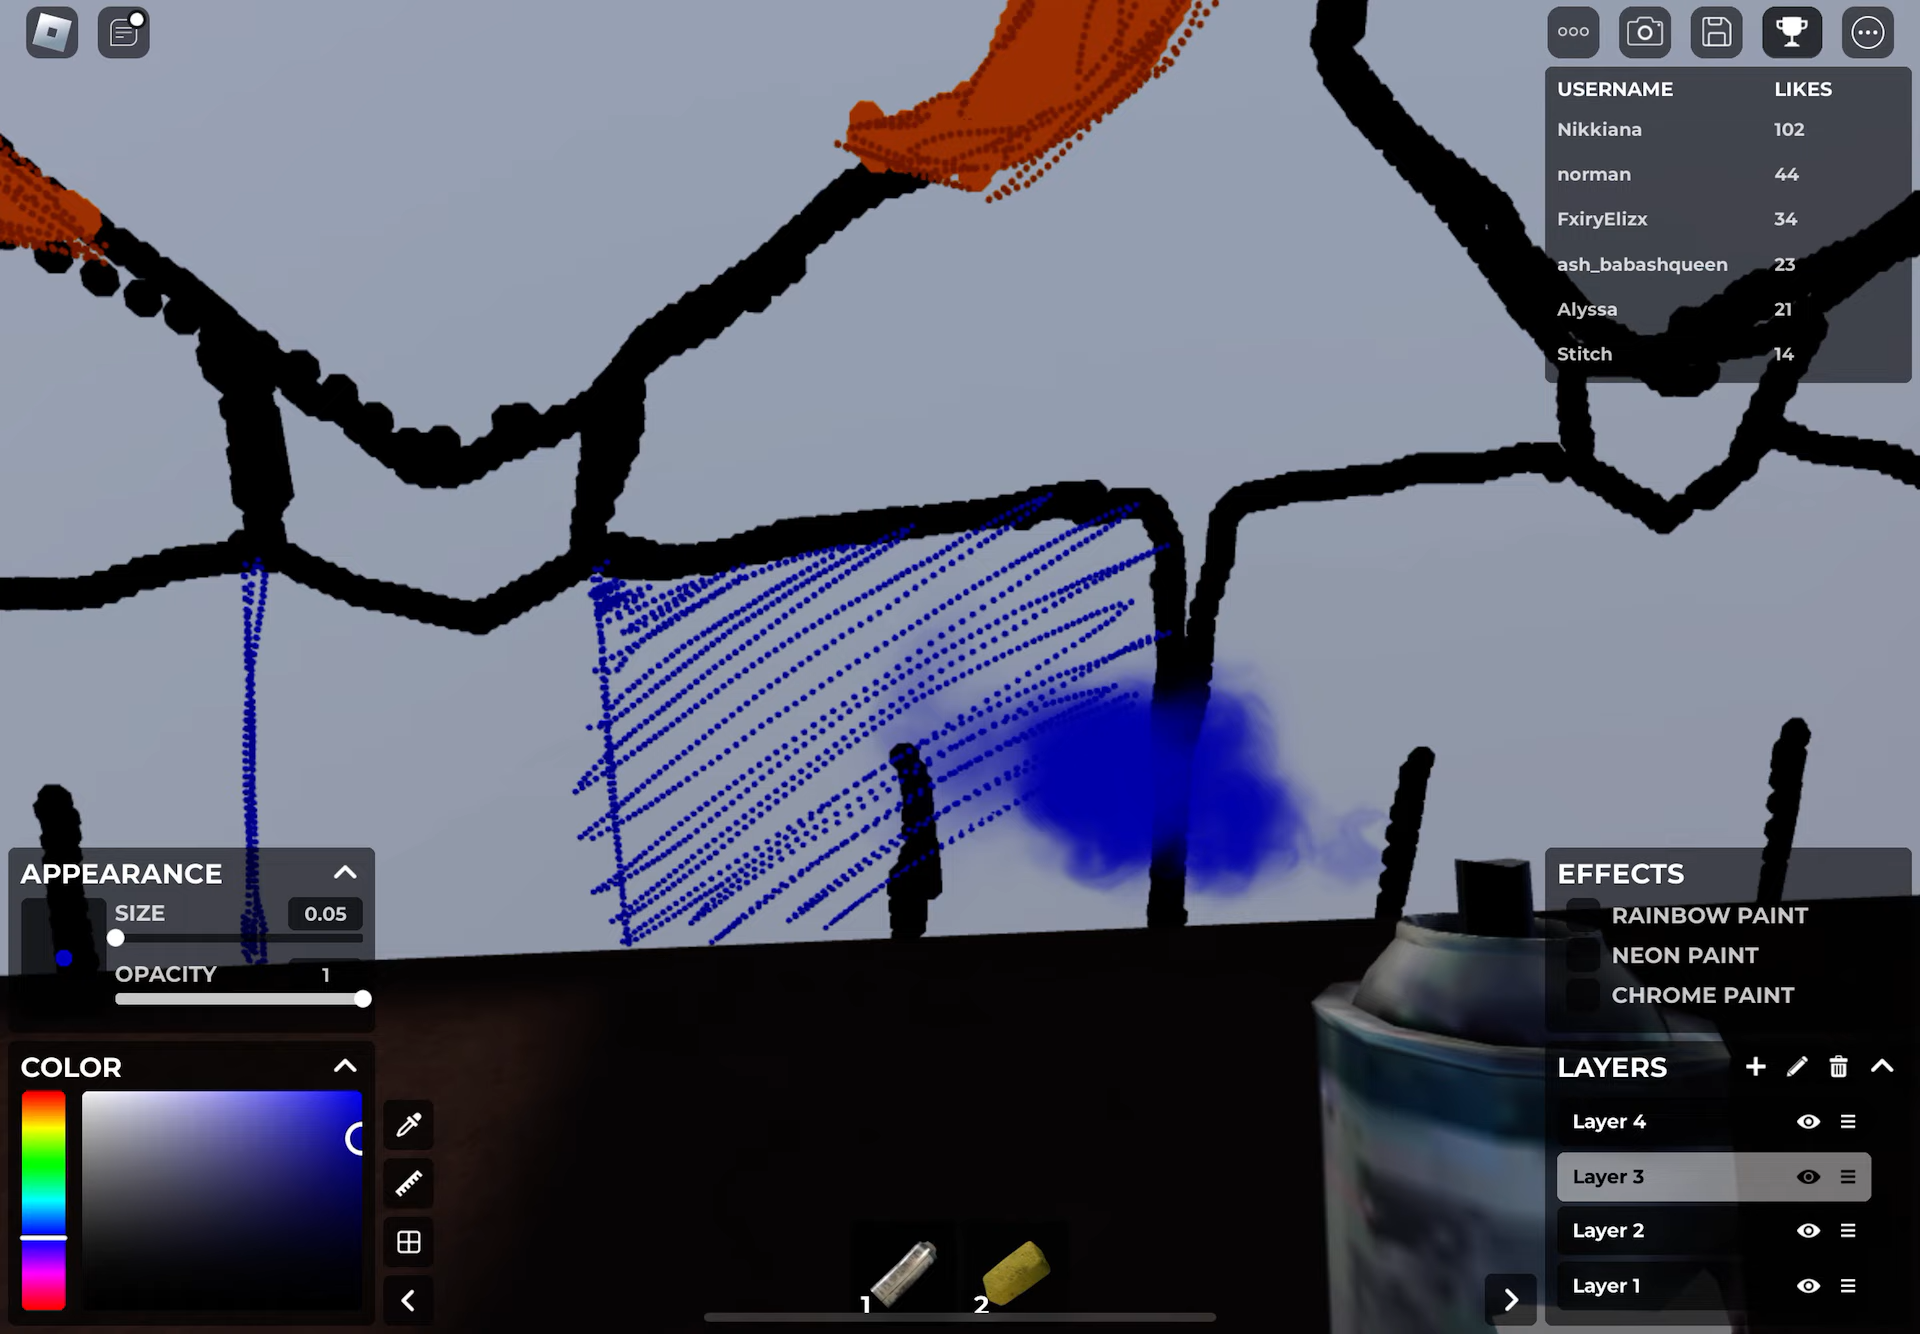 USERNAME LIKES
Nikkiana 102
norman 44
FxiryElizx 34
ash_babashqueen 23
Alyssa 21
Stitch 14
APPEARANCE
SIZE 0.05
OPACITY 1
COLOR
1 2
EFFECTS
RAINBOW PAINT
NEON PAINT
CHROME PAINT
LAYERS
Layer 4
Layer 3
Layer 2
Layer 1